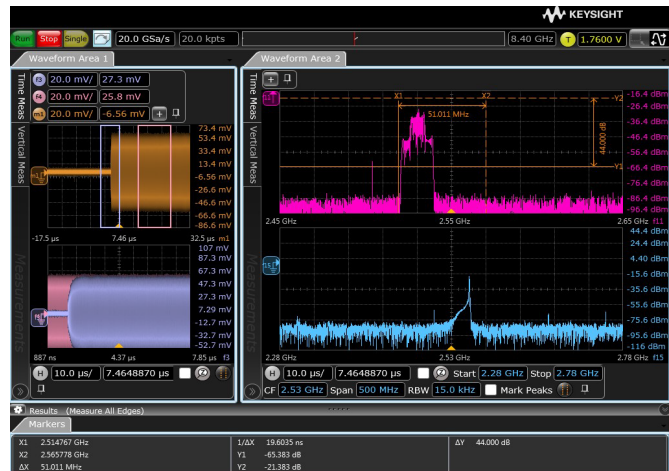 KEYSIGHT
Run Stop Single 20.0 GSa/s 20.0 kpts 8.40 GHz T 1.7600 V
Waveform Area 1 Waveform Area 2
Time Meas
Vertical Meas
Measurements
f3 20.0 mV/ 27.3 mV
f4 20.0 mV/ 25.8 mV
m1 20.0 mV/ -6.56 mV
73.4 mV
53.4 mV
33.4 mV
13.4 mV
-6.56 mV
-26.6 mV
-46.6 mV
-66.6 mV
-86.6 mV
-17.5 µs 7.46 µs 32.5 µs m1
107 mV
87.3 mV
67.3 mV
47.3 mV
27.3 mV
7.29 mV
-12.7 mV
-32.7 mV
-52.7 mV
887 ns 4.37 µs 7.85 µs f3
H 10.0 µs/ 7.4648870 µs
Time Meas
Vertical Meas
Measurements
X1 X2
51.011 MHz
44.000 dB
Y2
Y1
-16.4 dBm
-26.4 dBm
-36.4 dBm
-46.4 dBm
-56.4 dBm
-66.4 dBm
-76.4 dBm
-86.4 dBm
-96.4 dBm
2.45 GHz 2.55 GHz 2.65 GHz f11
44.4 dBm
24.4 dBm
4.40 dBm
-15.6 dBm
-35.6 dBm
-55.6 dBm
-75.6 dBm
-95.6 dBm
-116 dBm
2.28 GHz 2.53 GHz 2.78 GHz f15
H 10.0 µs/ 7.4648870 µs Start 2.28 GHz Stop 2.78 GHz
CF 2.53 GHz Span 500 MHz RBW 15.0 kHz Mark Peaks
Results (Measure All Edges)
Markers
X1 2.514767 GHz 1/ΔX 19.6035 ns ΔY 44.000 dB
X2 2.565778 GHz Y1 -65.383 dB
ΔX 51.011 MHz Y2 -21.383 dB